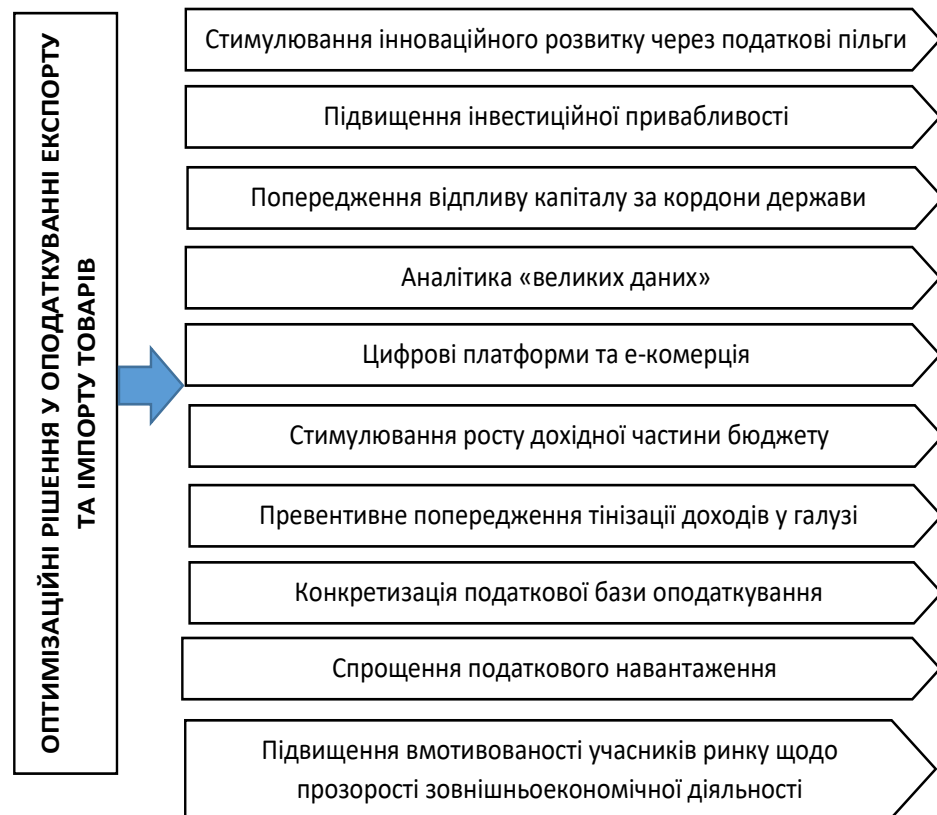 ОПТИМІЗАЦІЙНІ РІШЕННЯ У ОПОДАТКУВАННІ ЕКСПОРТУ
ТА ІМПОРТУ ТОВАРІВ
Стимулювання інноваційного розвитку через податкові пільги
Підвищення інвестиційної привабливості
Попередження відпливу капіталу за кордони держави
Аналітика «великих даних»
Цифрові платформи та е-комерція
Стимулювання росту дохідної частини бюджету
Превентивне попередження тінізації доходів у галузі
Конкретизація податкової бази оподаткування
Спрощення податкового навантаження
Підвищення вмотивованості учасників ринку щодо
прозорості зовнішньоекономічної діяльності